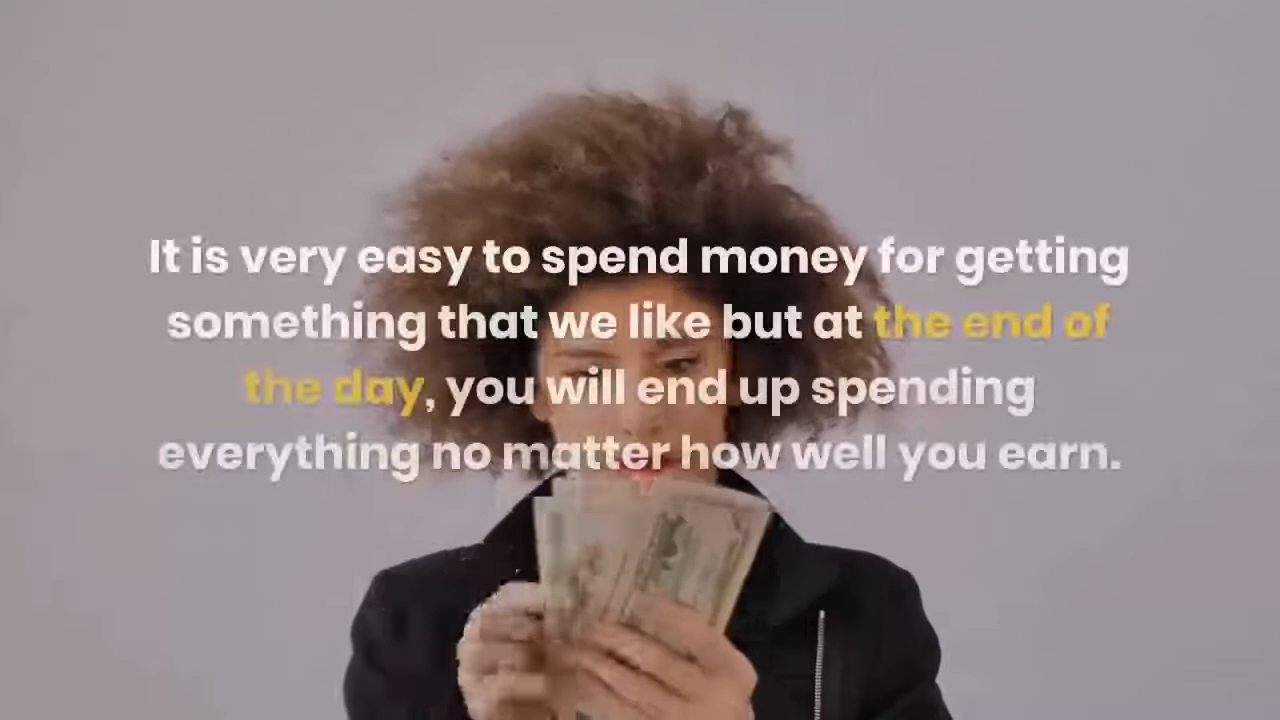 It is very easy to spend money for getting
something that we like but at the end of
the day, you will end up spending
everything no matter how well you earn.